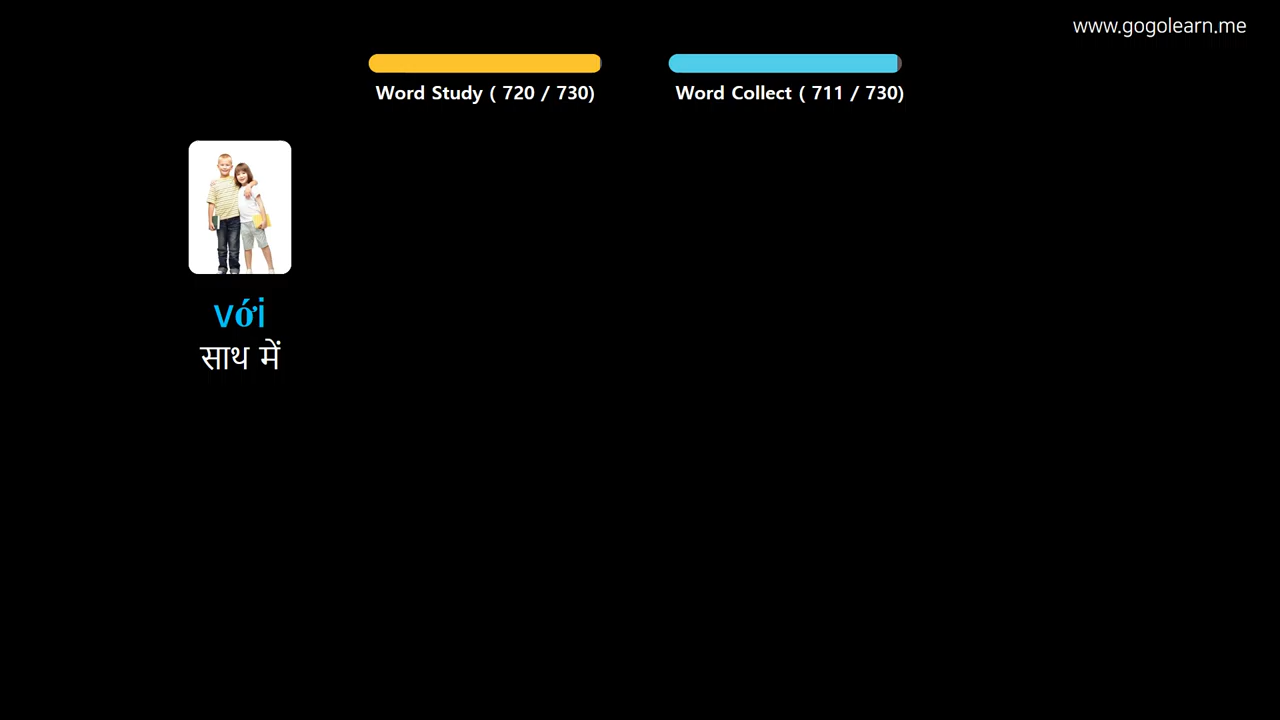 www.gogolearn.me
Word Study ( 720 / 730)
Word Collect ( 711 / 730)
với
साथ में